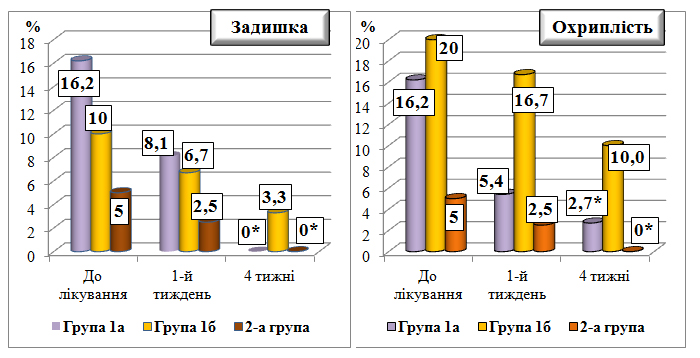 %
Задишка
18
16
14
12
10
8
6
4
2
0
16,2
10
5
8,1
6,7
2,5
0*
3,3
0*
До лікування
1-й тиждень
4 тижні
Група 1а
Група 1б
2-а група
%
Охриплість
20
18
16
14
12
10
8
6
4
2
0
16,2
20
5
5,4
16,7
2,5
2,7*
10,0
0*
До лікування
1-й тиждень
4 тижні
Група 1а
Група 1б
2-а група